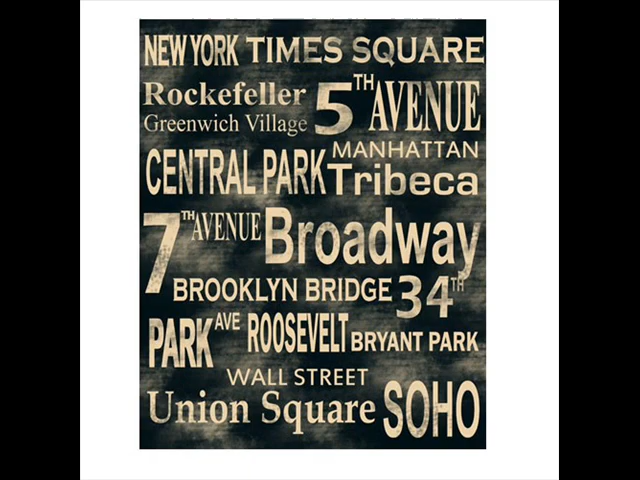 NEW YORK TIMES SQUARE
Rockefeller 5TH AVENUE
Greenwich Village
MANHATTAN
CENTRAL PARK Tribeca
7TH AVENUE Broadway
BROOKLYN BRIDGE 34TH
PARK AVE ROOSEVELT BRYANT PARK
WALL STREET
Union Square SOHO